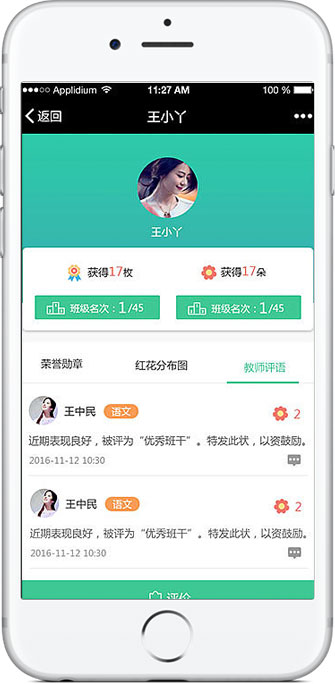 Applidium 11:27 AM 100 %
返回 王小丫
王小丫
获得17枚 获得17朵
班级名次：1/45 班级名次：1/45
荣誉勋章 红花分布图 教师评语
王中民 语文 2
近期表现良好，被评为“优秀班干”。特发此状，以资鼓励。
2016-11-12 10:30
王中民 语文 2
近期表现良好，被评为“优秀班干”。特发此状，以资鼓励。
2016-11-12 10:30
评价